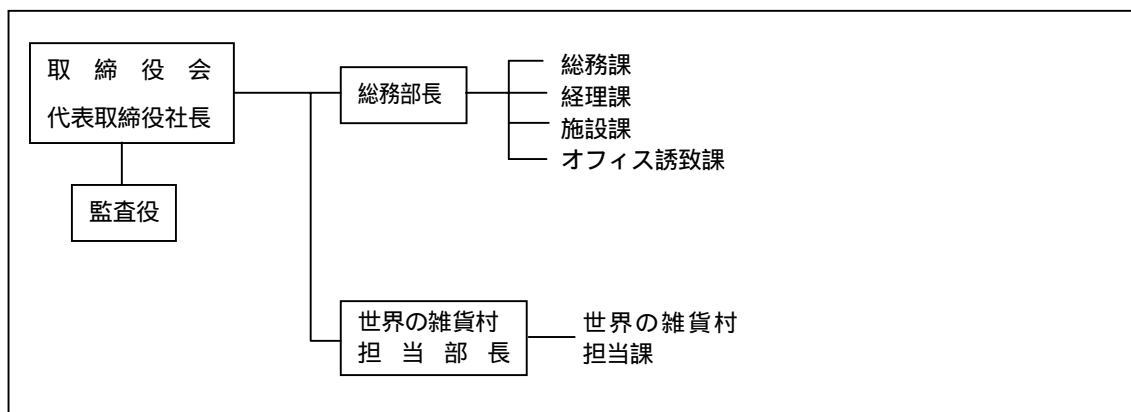 取締役会
代表取締役社長
監査役
総務部長
総務課
経理課
施設課
オフィス誘致課
世界の雑貨村
担当部長
世界の雑貨村
担当課